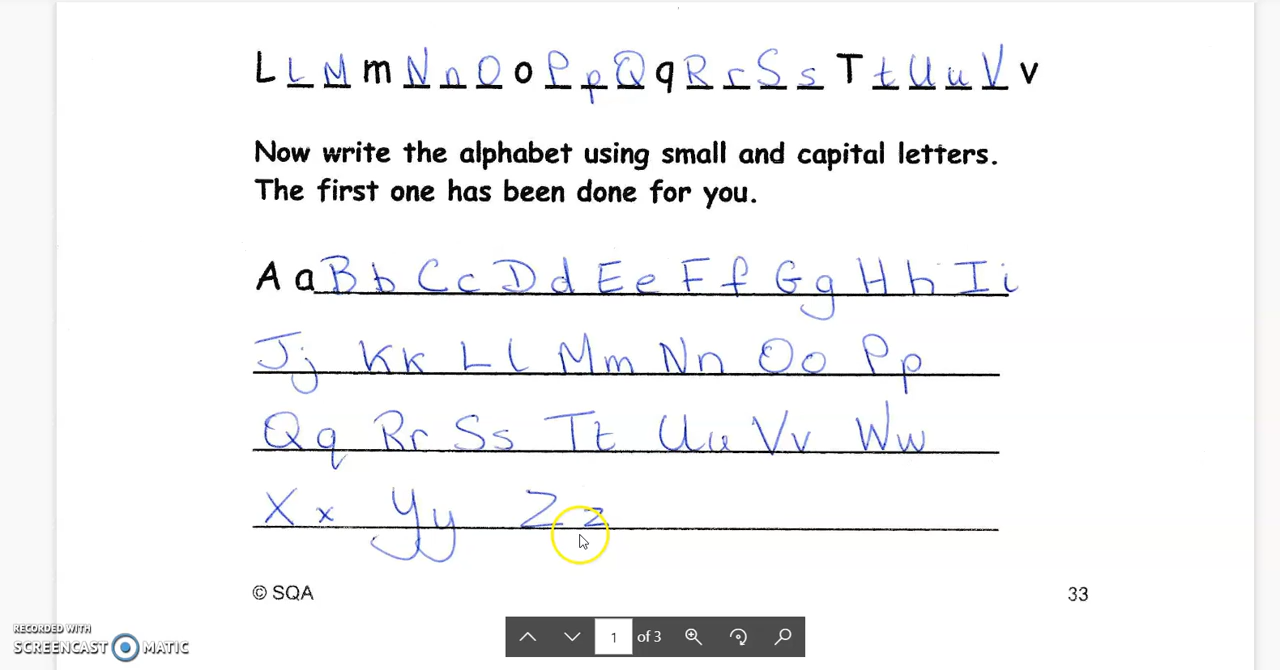 L l M m N n O o P p Q q R r S s T t U u V v
Now write the alphabet using small and capital letters.
The first one has been done for you.
A a B b C c D d E e F f G g H h I i
J j K k L l M m N n O o P p
Q q R r S s T t U u V v W w
X x Y y Z z
© SQA 33
RECORDED WITH
SCREENCAST MATIC
1 of 3